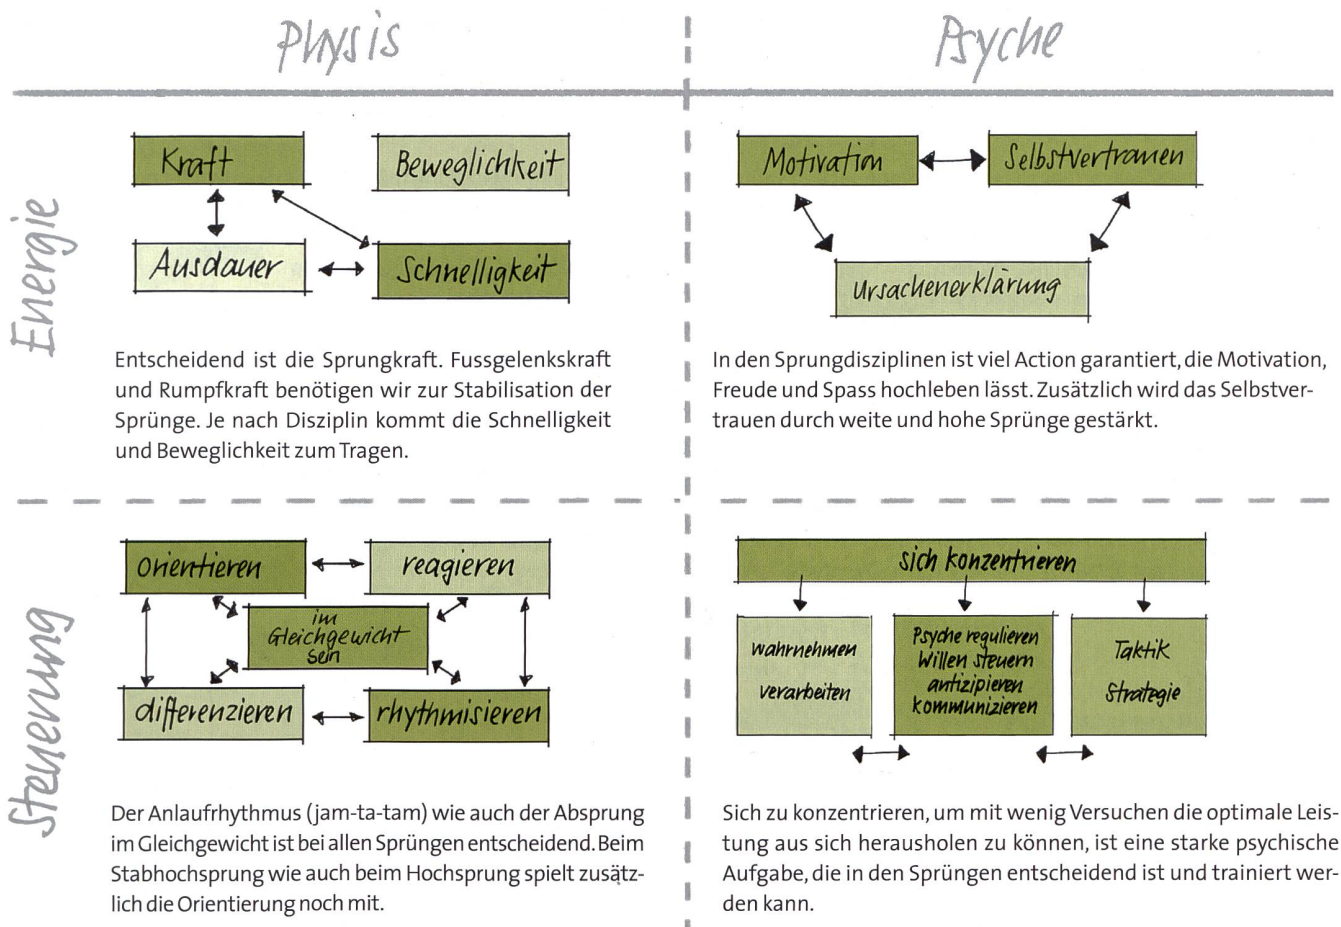 Physis
Psyche
Energie
Kraft
Beweglichkeit
Ausdauer
Schnelligkeit
Entscheidend ist die Sprungkraft. Fussgelenkskraft
und Rumpfkraft benötigen wir zur Stabilisation der
Sprünge. Je nach Disziplin kommt die Schnelligkeit
und Beweglichkeit zum Tragen.
Motivation
Selbstvertrauen
Ursachenerklärung
In den Sprungdisziplinen ist viel Action garantiert, die Motivation,
Freude und Spass hochleben lässt. Zusätzlich wird das Selbstver-
trauen durch weite und hohe Sprünge gestärkt.
Steuerung
orientieren
reagieren
im
Gleichgewicht
sein
differenzieren
rhythmisieren
Der Anlaufrhythmus (jam-ta-tam) wie auch der Absprung
im Gleichgewicht ist bei allen Sprüngen entscheidend. Beim
Stabhochsprung wie auch beim Hochsprung spielt zusätz-
lich die Orientierung noch mit.
sich konzentrieren
wahrnehmen
verarbeiten
Psyche regulieren
Willen steuern
antizipieren
kommunizieren
Taktik
Strategie
Sich zu konzentrieren, um mit wenig Versuchen die optimale Leis-
tung aus sich herausholen zu können, ist eine starke psychische
Aufgabe, die in den Sprüngen entscheidend ist und trainiert wer-
den kann.